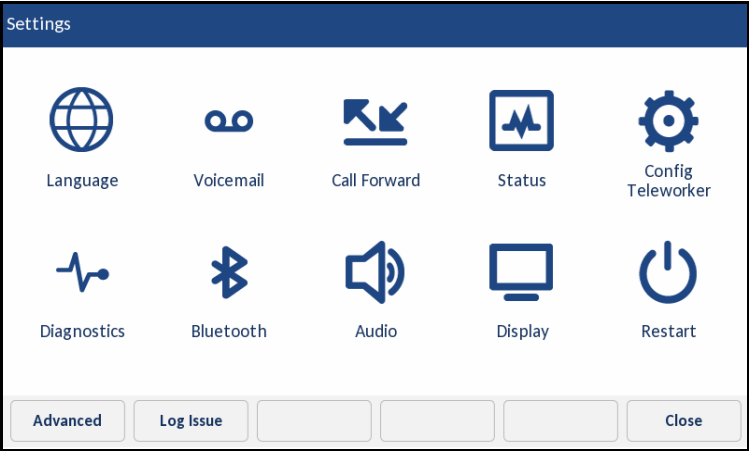 Settings
Language
Voicemail
Call Forward
Status
Config
Teleworker
Diagnostics
Bluetooth
Audio
Display
Restart
Advanced
Log Issue
Close